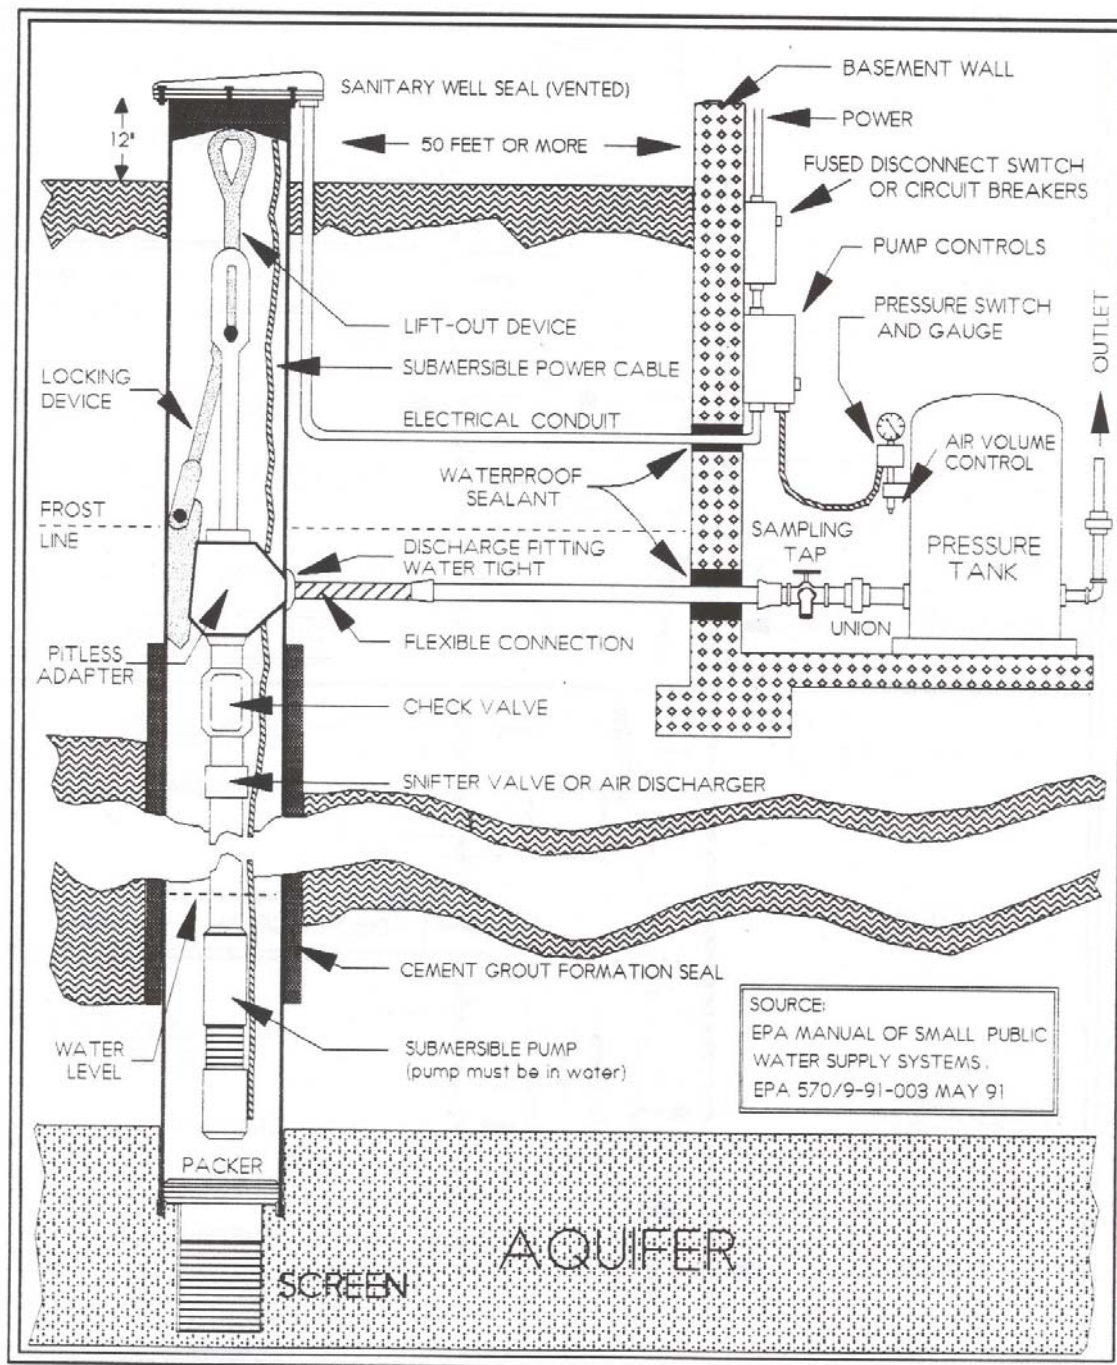 SANITARY WELL SEAL (VENTED)
BASEMENT WALL
POWER
12"
50 FEET OR MORE
FUSED DISCONNECT SWITCH
OR CIRCUIT BREAKERS
PUMP CONTROLS
PRESSURE SWITCH
AND GAUGE
OUTLET
LIFT-OUT DEVICE
SUBMERSIBLE POWER CABLE
LOCKING
DEVICE
ELECTRICAL CONDUIT
AIR VOLUME
CONTROL
WATERPROOF
SEALANT
FROST
LINE
SAMPLING
TAP
PRESSURE
TANK
DISCHARGE FITTING
WATER TIGHT
UNION
FLEXIBLE CONNECTION
PITLESS
ADAPTER
CHECK VALVE
SNIFTER VALVE OR AIR DISCHARGER
CEMENT GROUT FORMATION SEAL
WATER
LEVEL
SUBMERSIBLE PUMP
(pump must be in water)
SOURCE:
EPA MANUAL OF SMALL PUBLIC
WATER SUPPLY SYSTEMS.
EPA 570/9-91-003 MAY 91
PACKER
AQUIFER
SCREEN